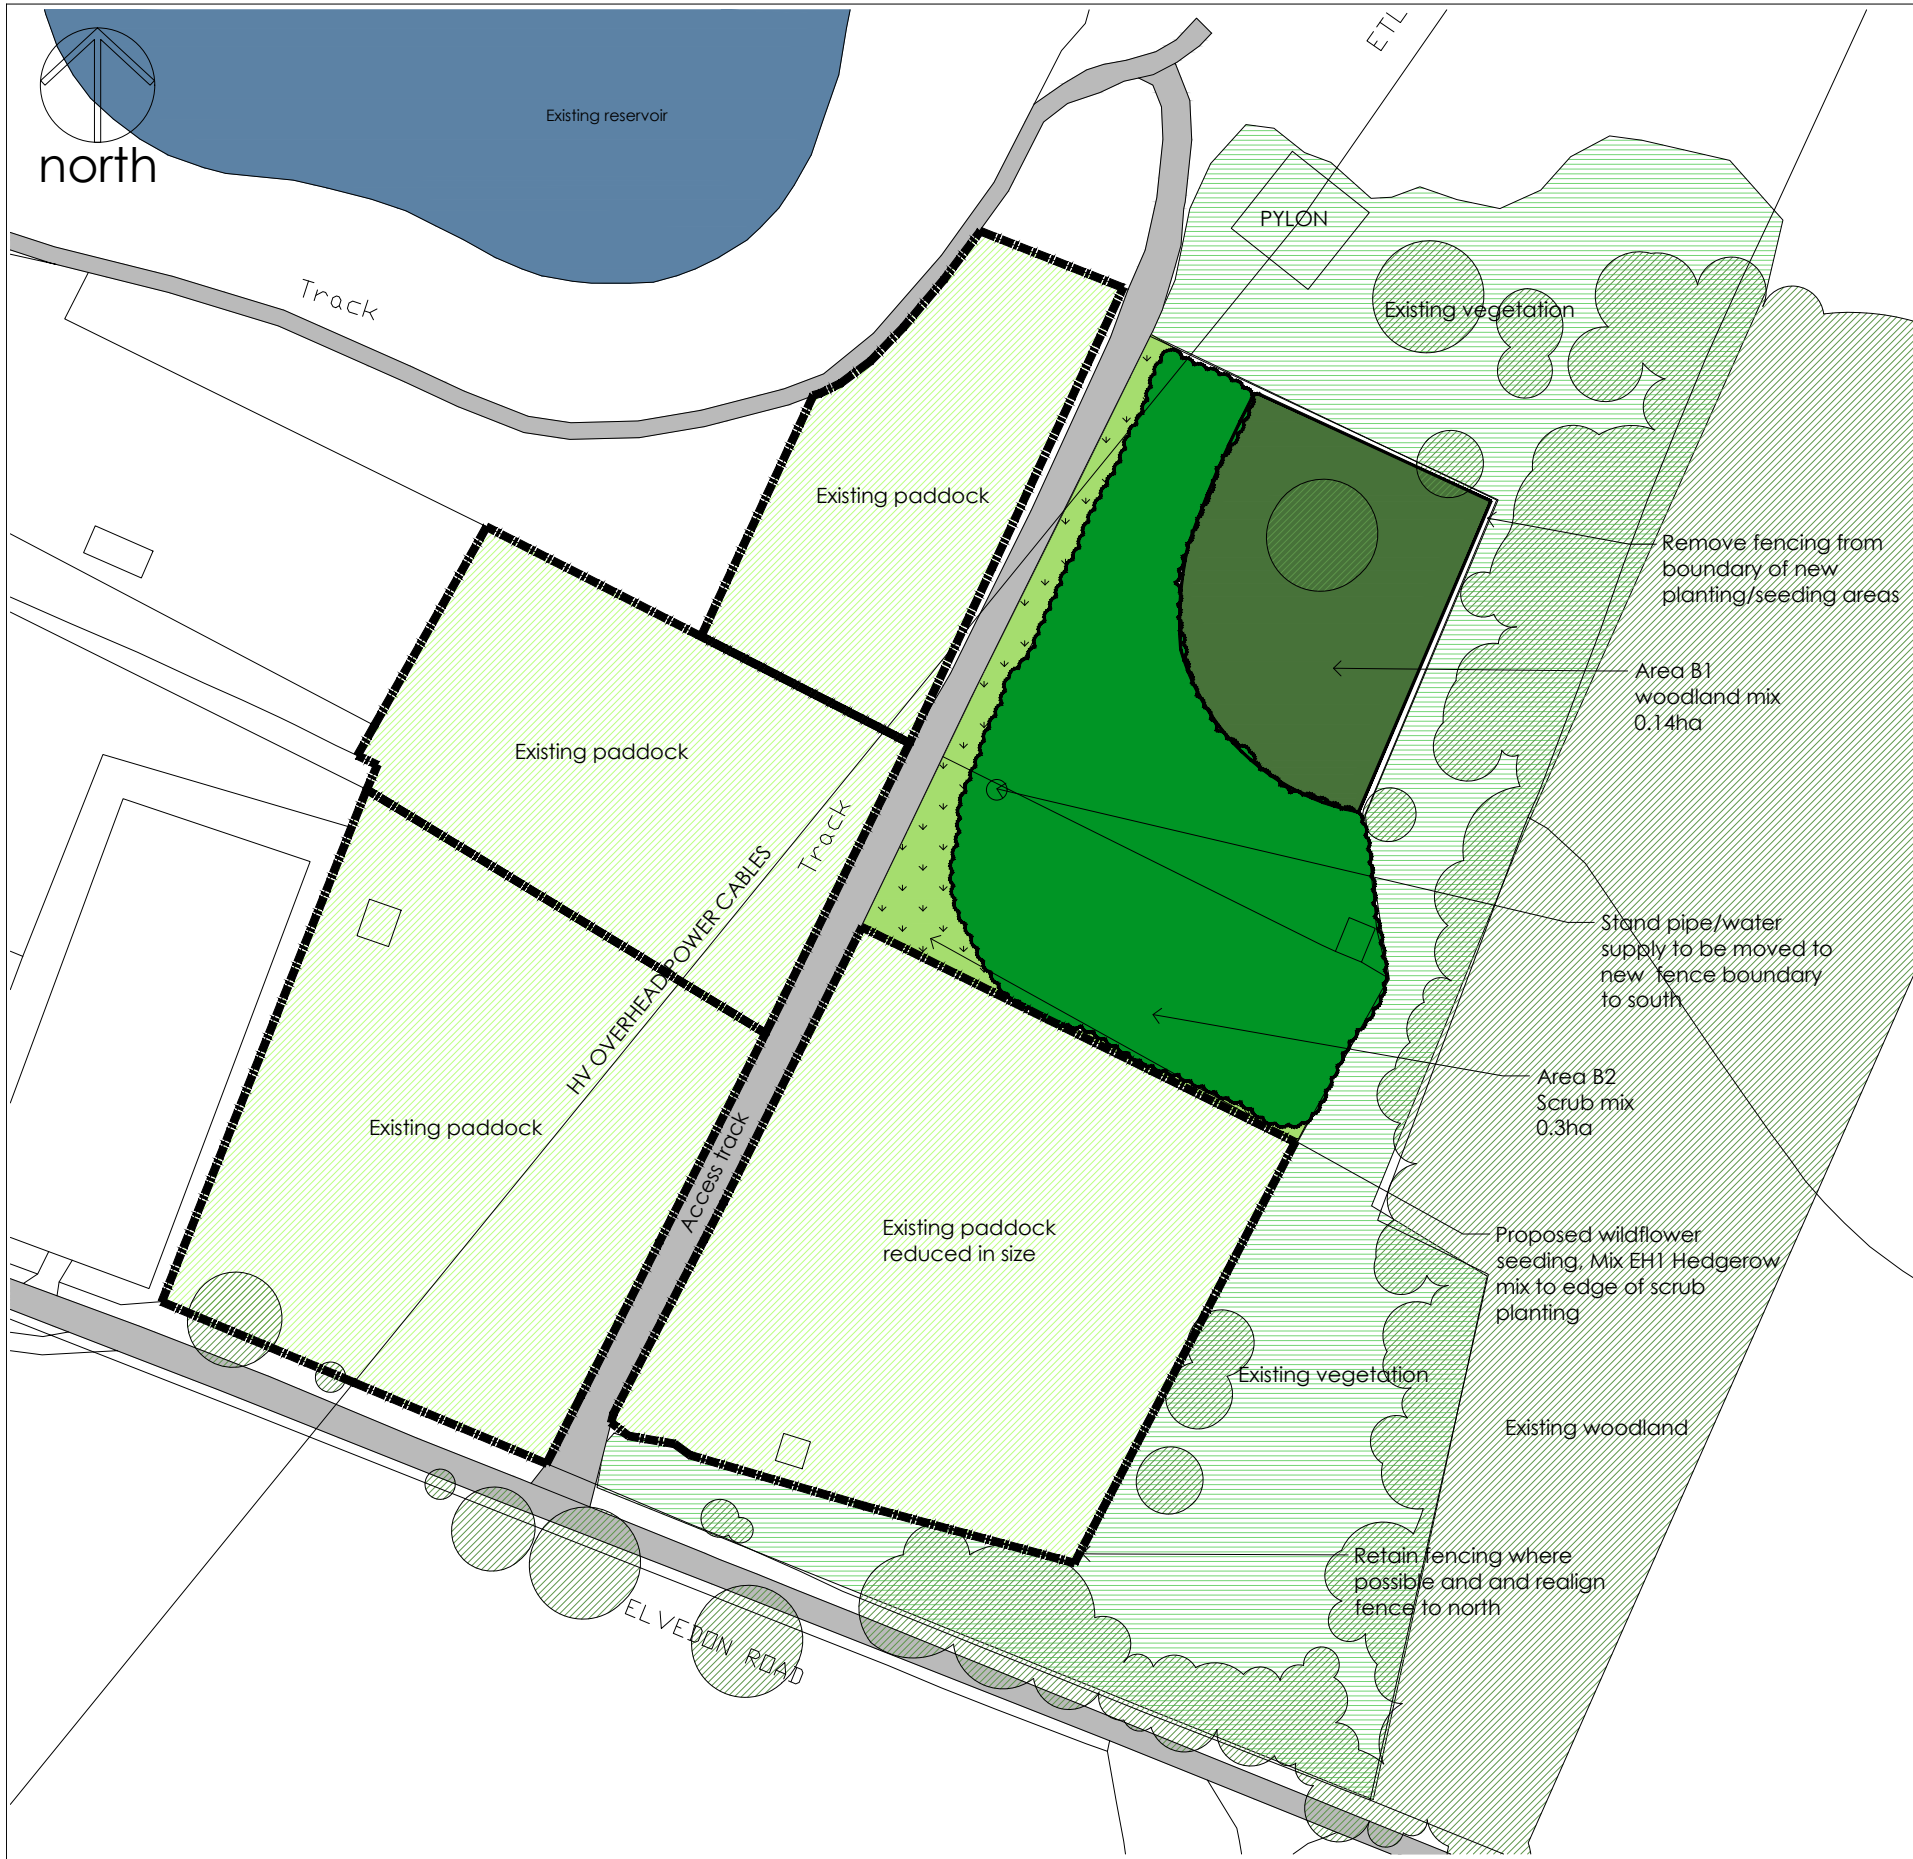 ETL
Existing reservoir
north
PYLON
Track
Existing vegetation
Existing paddock
Remove fencing from
boundary of new
planting/seeding areas
Area B1
woodland mix
0.14ha
Existing paddock
Track
HV OVERHEAD POWER CABLES
Stand pipe/water
supply to be moved to
new fence boundary
to south
Area B2
Scrub mix
0.3ha
Existing paddock
Access track
Existing paddock
reduced in size
Proposed wildflower
seeding, Mix EH1 Hedgerow
mix to edge of scrub
planting
Existing vegetation
Existing woodland
Retain fencing where
possible and and realign
fence to north
ELVEDON ROAD